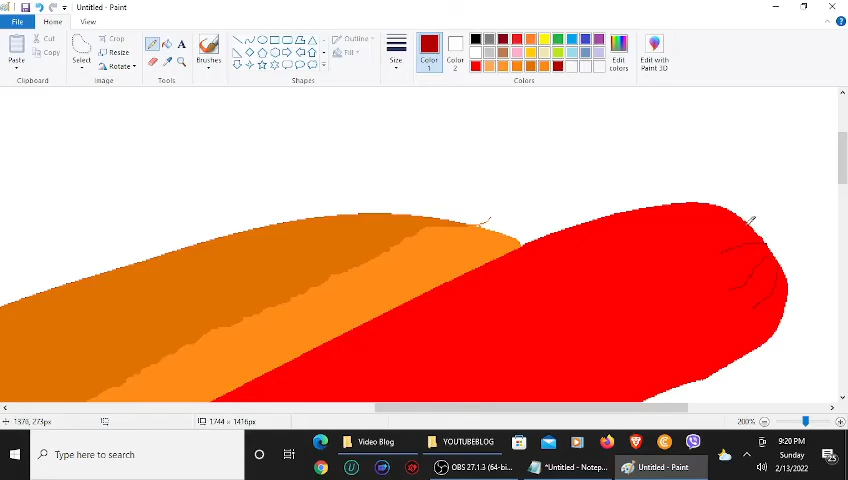 Untitled - Paint
File Home View
Paste
Cut
Copy
Clipboard
Select
Crop
Resize
Rotate
Image
A
Tools
Brushes
Outline
Fill
Shapes
Size
Color 1
Color 2
Edit colors
Colors
Edit with Paint 3D
1370, 273px
1744 × 1416px
200%
Type here to search
Video Blog
YOUTUBEBLOG
OBS 27.1.3 (64-bi...
*Untitled - Notep...
Untitled - Paint
9:20 PM
Sunday
2/13/2022